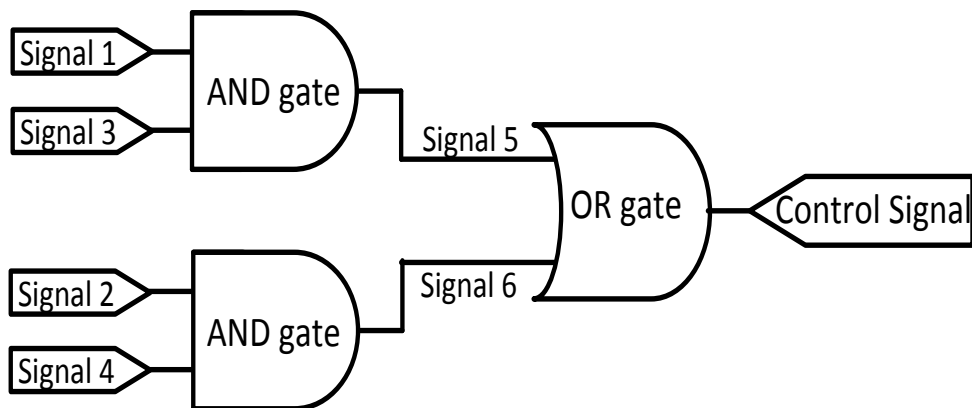 Signal 1
AND gate
Signal 3
Signal 5
OR gate
Control Signal
Signal 2
Signal 6
AND gate
Signal 4